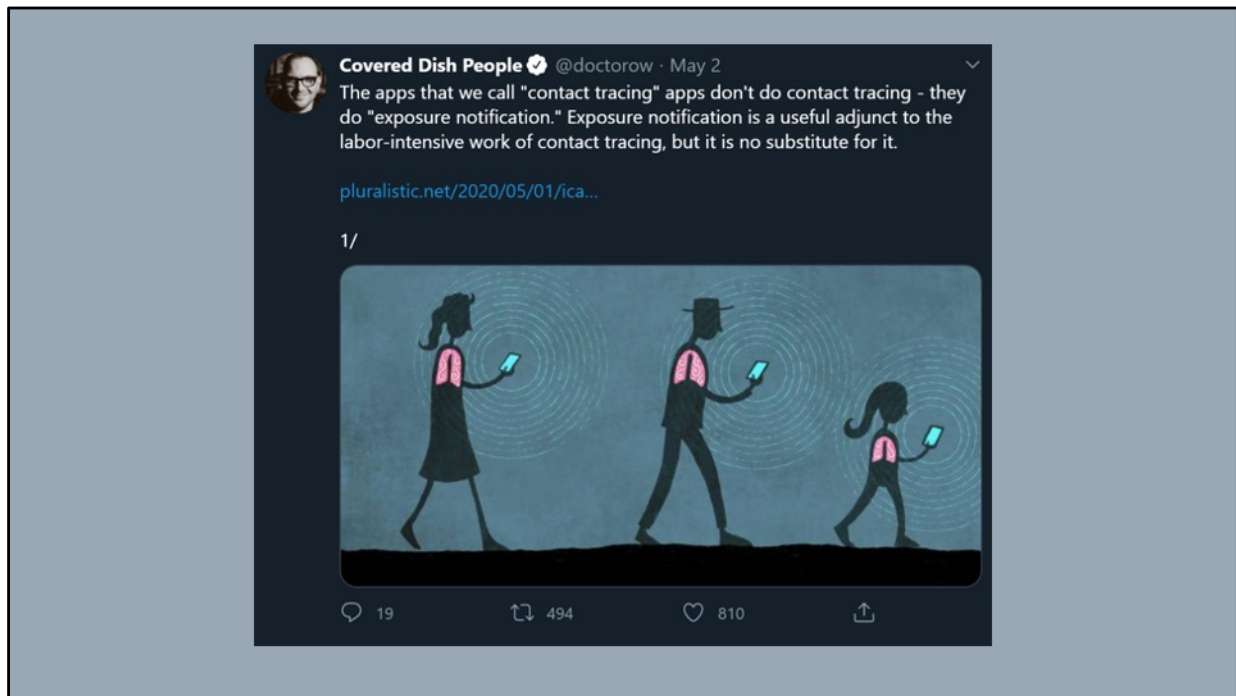 Covered Dish People @doctorow · May 2
The apps that we call "contact tracing" apps don't do contact tracing - they
do "exposure notification." Exposure notification is a useful adjunct to the
labor-intensive work of contact tracing, but it is no substitute for it.
pluralistic.net/2020/05/01/ica...
1/
19 494 810